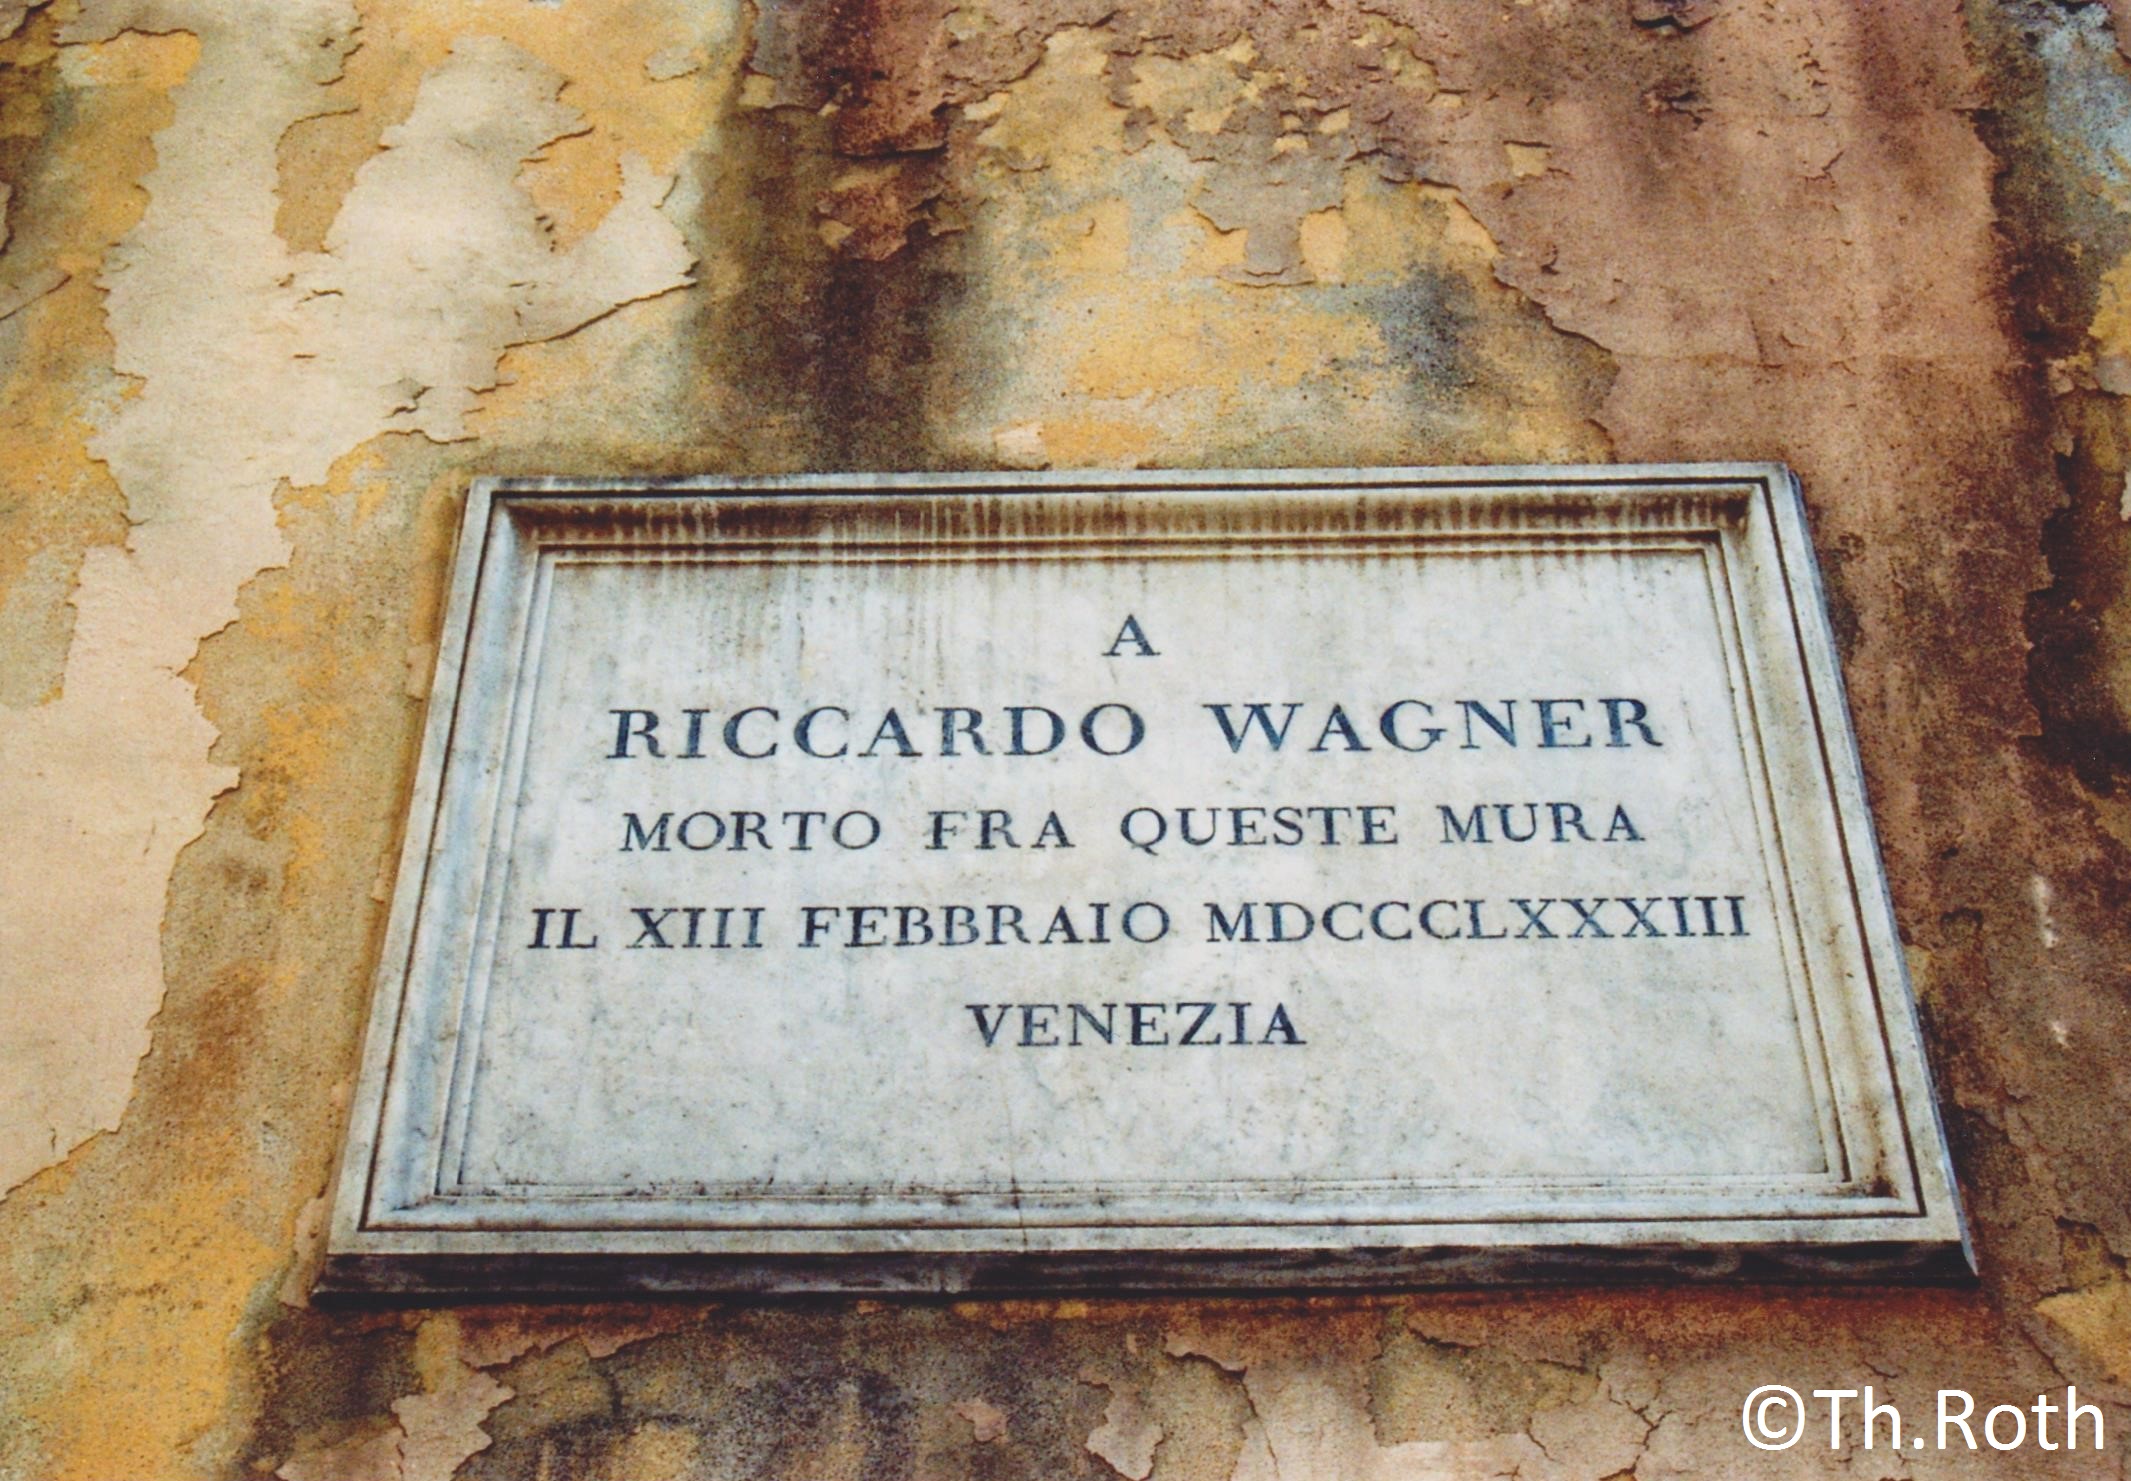 A
RICCARDO WAGNER
MORTO FRA QUESTE MURA
IL XIII FEBBRAIO MDCCCLXXXIII
VENEZIA
©Th.Roth